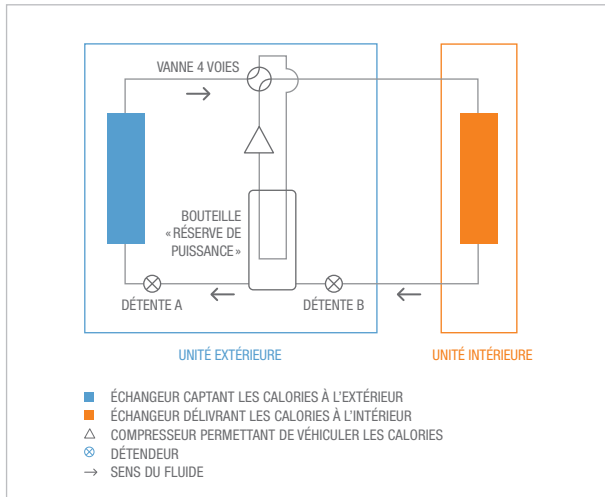 VANNE 4 VOIES
BOUTEILLE
« RÉSERVE DE
PUISSANCE »
DÉTENTE A
DÉTENTE B
UNITÉ EXTÉRIEURE
UNITÉ INTÉRIEURE
ÉCHANGEUR CAPTANT LES CALORIES À L'EXTÉRIEUR
ÉCHANGEUR DÉLIVRANT LES CALORIES À L'INTÉRIEUR
COMPRESSEUR PERMETTANT DE VÉHICULER LES CALORIES
DÉTENDEUR
SENS DU FLUIDE